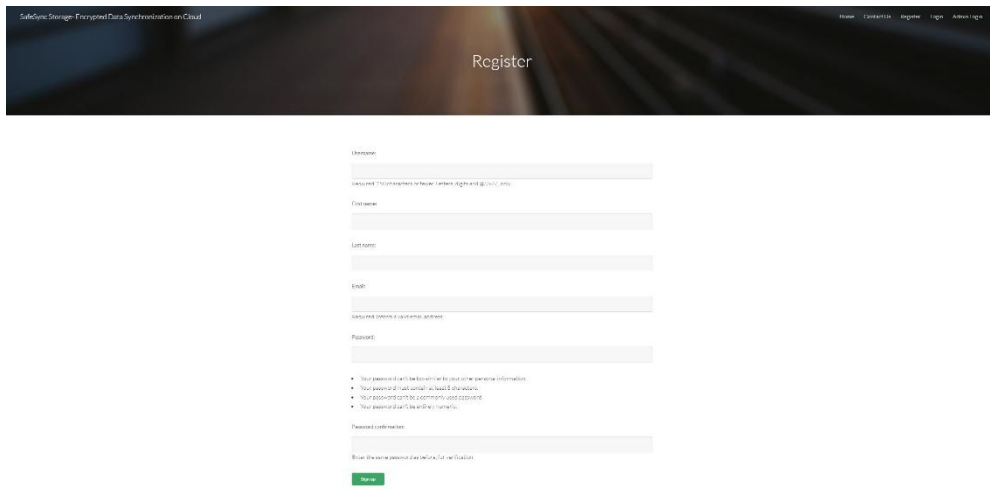 SafeSync Storage- Encrypted Data Synchronization on Cloud
Home Contact Us Register Login Admin Login
Register
Username:
Required. 150 characters or fewer. Letters, digits and only.
First name:
Last name:
Email:
Required. a valid email address.
Password:
Your password can't be too similar to your other personal information.
Your password must contain at least 8 characters.
Your password can't be a commonly used password.
Your password can't be entirely numeric.
Password confirmation:
Enter the same password as before, for verification.
Sign up